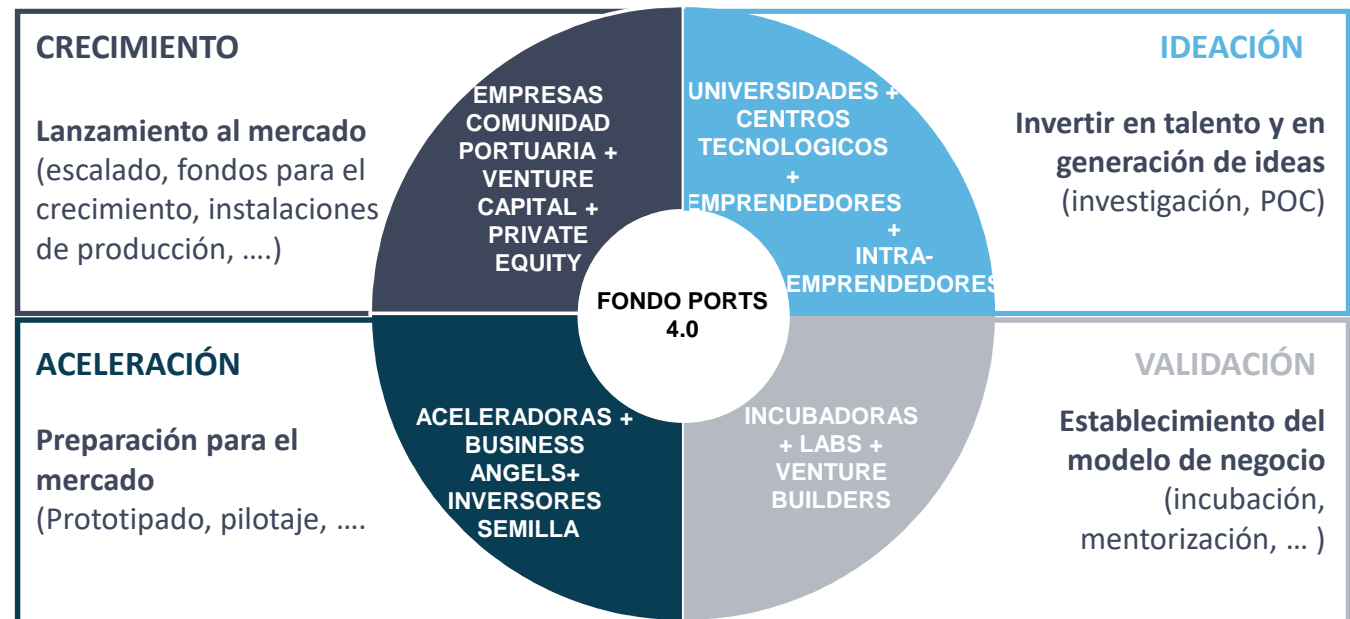 CRECIMIENTO
Lanzamiento al mercado
(escalado, fondos para el
crecimiento, instalaciones
de producción, ….)
EMPRESAS
COMUNIDAD
PORTUARIA +
VENTURE
CAPITAL +
PRIVATE
EQUITY
UNIVERSIDADES +
CENTROS
TECNOLOGICOS
+
EMPRENDEDORES
+
INTRA-
EMPRENDEDORES
IDEACIÓN
Invertir en talento y en
generación de ideas
(investigación, POC)
FONDO PORTS
4.0
ACELERACIÓN
Preparación para el
mercado
(Prototipado, pilotaje, ….
ACELERADORAS +
BUSINESS
ANGELS+
INVERSORES
SEMILLA
INCUBADORAS
+ LABS +
VENTURE
BUILDERS
VALIDACIÓN
Establecimiento del
modelo de negocio
(incubación,
mentorización, … )